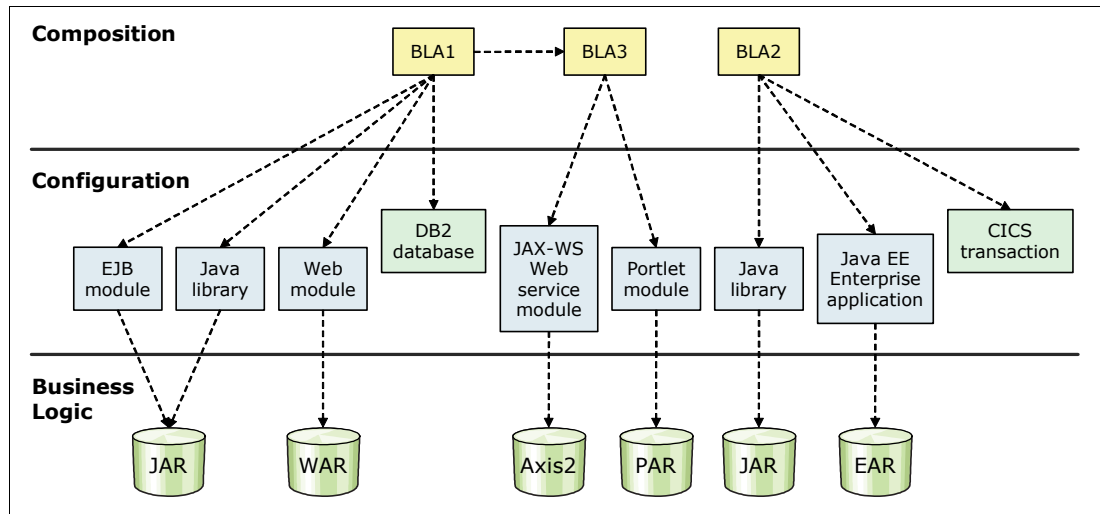 Composition
BLA1
BLA3
BLA2
Configuration
EJB
module
Java
library
Web
module
DB2
database
JAX-WS
Web
service
module
Portlet
module
Java
library
Java EE
Enterprise
application
CICS
transaction
Business
Logic
JAR
WAR
Axis2
PAR
JAR
EAR